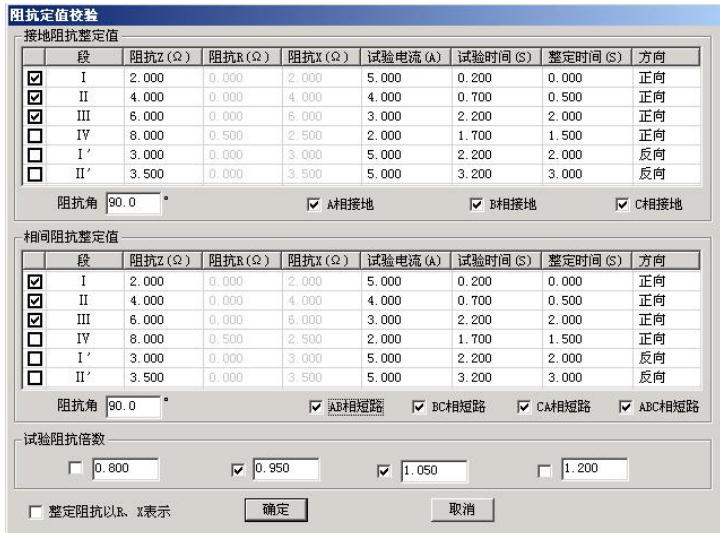 阻抗定值校验
接地阻抗整定值
段 阻抗Z(Ω) 阻抗R(Ω) 阻抗X(Ω) 试验电流(A) 试验时间(S) 整定时间(S) 方向
I 2.000 0.000 2.000 5.000 0.200 0.000 正向
II 4.000 0.000 4.000 4.000 0.700 0.500 正向
III 6.000 0.000 6.000 3.000 2.200 2.000 正向
IV 8.000 0.500 2.500 2.000 1.700 1.500 正向
I' 3.000 0.000 3.000 5.000 2.200 2.000 反向
II' 3.500 0.000 3.500 5.000 3.200 3.000 反向
阻抗角 90.0 ° A相接地 B相接地 C相接地
相间阻抗整定值
段 阻抗Z(Ω) 阻抗R(Ω) 阻抗X(Ω) 试验电流(A) 试验时间(S) 整定时间(S) 方向
I 2.000 0.000 2.000 5.000 0.200 0.000 正向
II 4.000 0.000 4.000 4.000 0.700 0.500 正向
III 6.000 0.000 6.000 3.000 2.200 2.000 正向
IV 8.000 0.500 2.500 2.000 1.700 1.500 正向
I' 3.000 0.000 3.000 5.000 2.200 2.000 反向
II' 3.500 0.000 3.500 5.000 3.200 3.000 反向
阻抗角 90.0 ° AB相短路 BC相短路 CA相短路 ABC相短路
试验阻抗倍数
0.800 0.950 1.050 1.200
整定阻抗以R、X表示 确定 取消